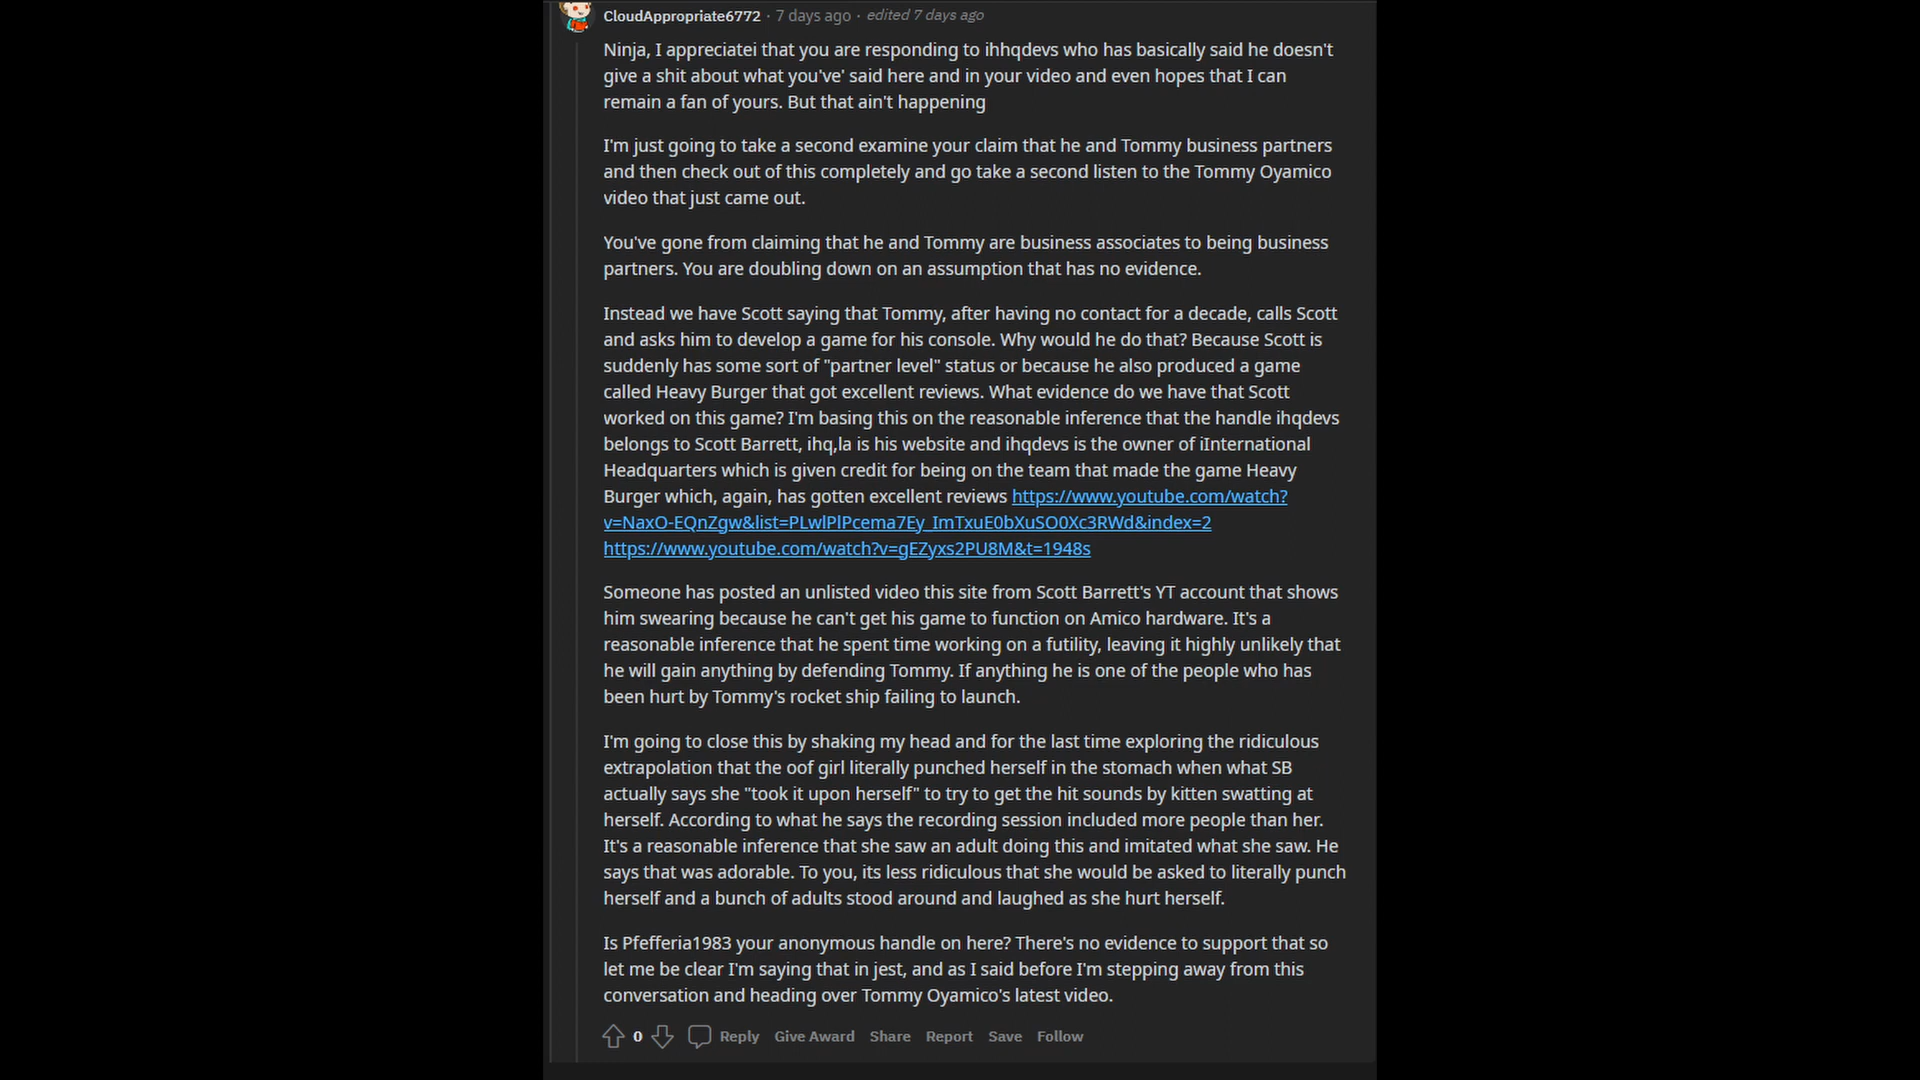 CloudAppropriate6772 · 7 days ago · edited 7 days ago
Ninja, I appreciatei that you are responding to ihhqdevs who has basically said he doesn't
give a shit about what you've' said here and in your video and even hopes that I can
remain a fan of yours. But that ain't happening
I'm just going to take a second examine your claim that he and Tommy business partners
and then check out of this completely and go take a second listen to the Tommy Oyamico
video that just came out.
You've gone from claiming that he and Tommy are business associates to being business
partners. You are doubling down on an assumption that has no evidence.
Instead we have Scott saying that Tommy, after having no contact for a decade, calls Scott
and asks him to develop a game for his console. Why would he do that? Because Scott is
suddenly has some sort of "partner level" status or because he also produced a game
called Heavy Burger that got excellent reviews. What evidence do we have that Scott
worked on this game? I'm basing this on the reasonable inference that the handle ihqdevs
belongs to Scott Barrett, ihq,la is his website and ihqdevs is the owner of iInternational
Headquarters which is given credit for being on the team that made the game Heavy
Burger which, again, has gotten excellent reviews https://www.youtube.com/watch?
v=NaxO-EQnZgw&list=PLwlPlPcema7Ey_ImTxuE0bXuSO0Xc3RWd&index=2
https://www.youtube.com/watch?v=gEZyxs2PU8M&t=1948s
Someone has posted an unlisted video this site from Scott Barrett's YT account that shows
him swearing because he can't get his game to function on Amico hardware. It's a
reasonable inference that he spent time working on a futility, leaving it highly unlikely that
he will gain anything by defending Tommy. If anything he is one of the people who has
been hurt by Tommy's rocket ship failing to launch.
I'm going to close this by shaking my head and for the last time exploring the ridiculous
extrapolation that the oof girl literally punched herself in the stomach when what SB
actually says she "took it upon herself" to try to get the hit sounds by kitten swatting at
herself. According to what he says the recording session included more people than her.
It's a reasonable inference that she saw an adult doing this and imitated what she saw. He
says that was adorable. To you, its less ridiculous that she would be asked to literally punch
herself and a bunch of adults stood around and laughed as she hurt herself.
Is Pfefferia1983 your anonymous handle on here? There's no evidence to support that so
let me be clear I'm saying that in jest, and as I said before I'm stepping away from this
conversation and heading over Tommy Oyamico's latest video.
0 Reply Give Award Share Report Save Follow